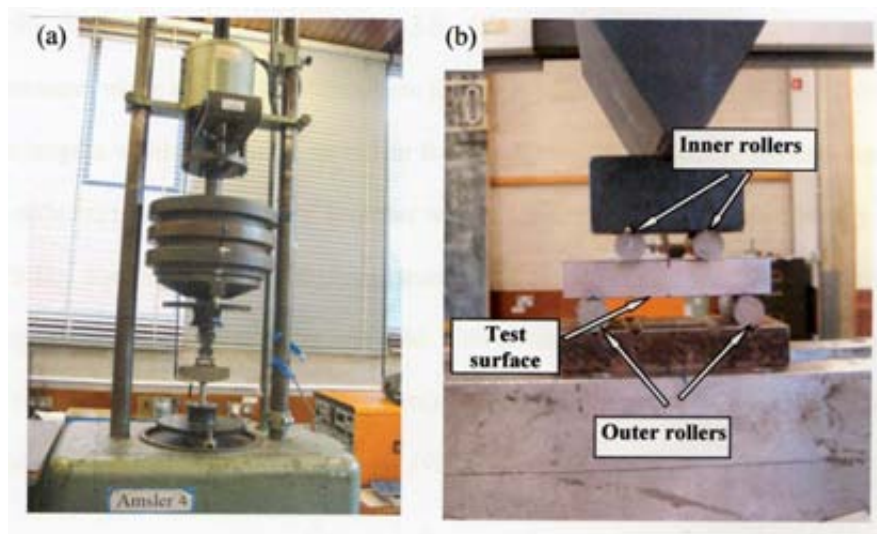 (a)
(b)
Inner rollers
Test
surface
Outer rollers
Amsler 4